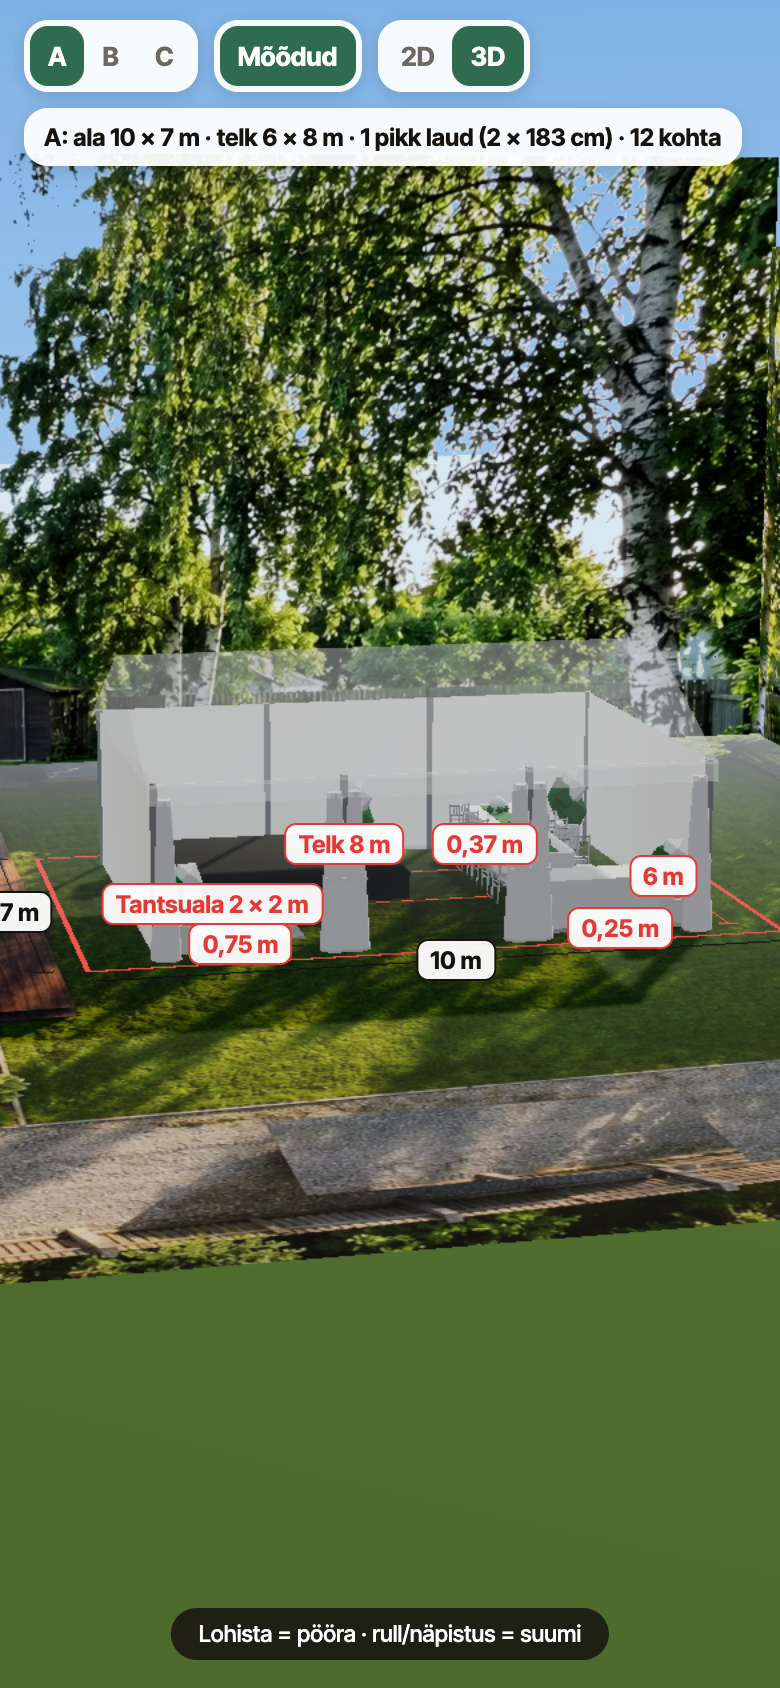 A B C Mõõdud 2D 3D
A: ala 10 × 7 m · telk 6 × 8 m · 1 pikk laud (2 × 183 cm) · 12 kohta
Telk 8 m
0,37 m
6 m
7 m
Tantsuala 2 × 2 m
0,25 m
0,75 m
10 m
Lohista = pööra · rull/näpistus = suumi